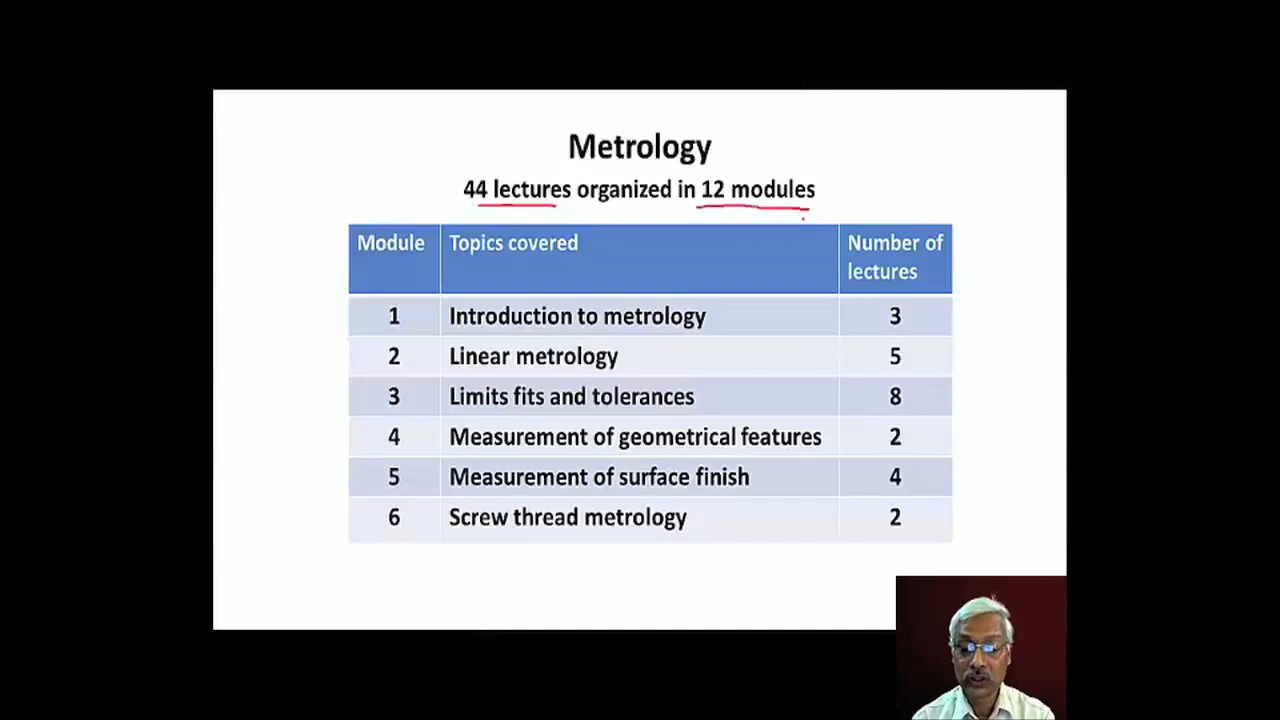 Metrology
44 lectures organized in 12 modules
Module Topics covered Number of lectures
1 Introduction to metrology 3
2 Linear metrology 5
3 Limits fits and tolerances 8
4 Measurement of geometrical features 2
5 Measurement of surface finish 4
6 Screw thread metrology 2